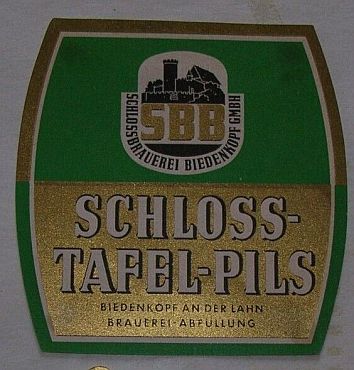 SBB
SCHLOSSBRAUEREI BIEDENKOPF GMBH
SCHLOSS-
TAFEL-PILS
BIEDENKOPF AN DER LAHN
BRAUEREI-ABFÜLLUNG